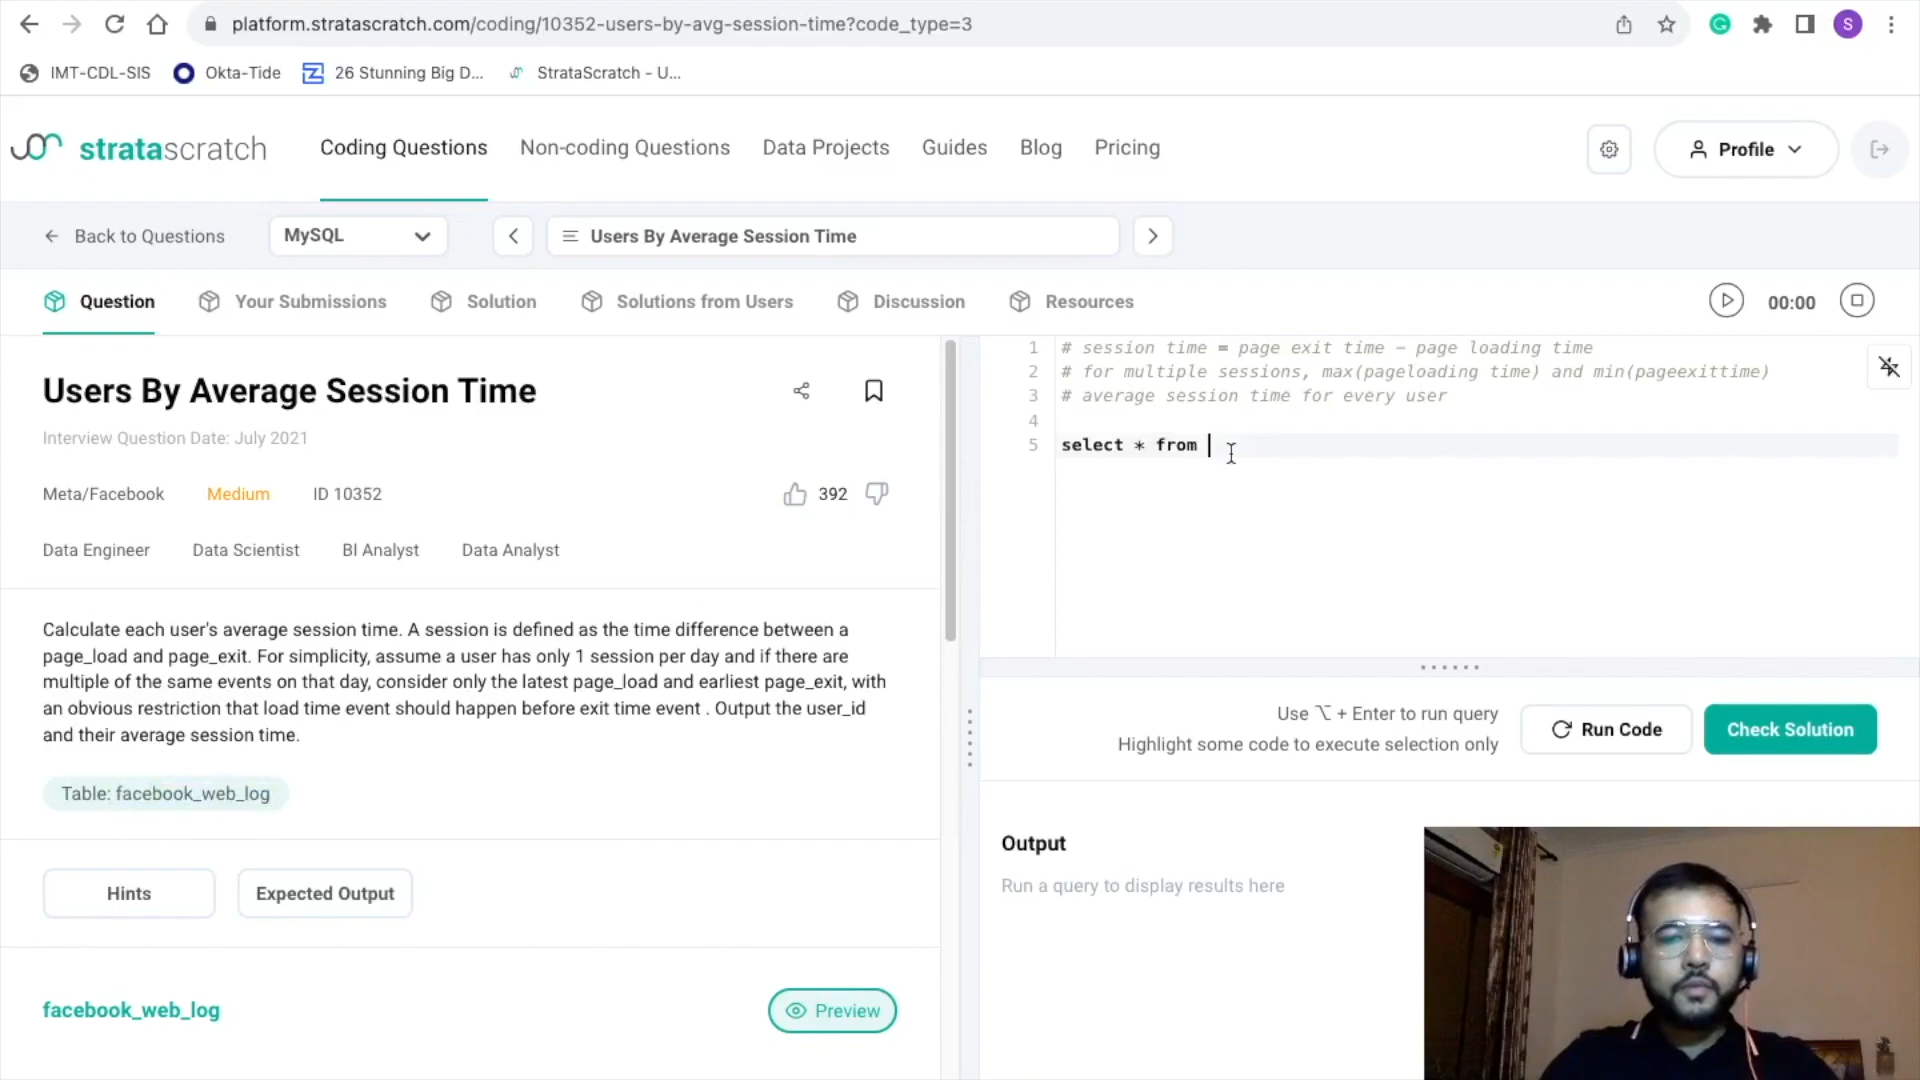 platform.stratascratch.com/coding/10352-users-by-avg-session-time?code_type=3
S
IMT-CDL-SIS
Okta-Tide
26 Stunning Big D...
StrataScratch - U...
stratascratch
Coding Questions
Non-coding Questions
Data Projects
Guides
Blog
Pricing
Profile
Back to Questions
MySQL
Users By Average Session Time
Question
Your Submissions
Solution
Solutions from Users
Discussion
Resources
00:00
Users By Average Session Time
Interview Question Date: July 2021
Meta/Facebook
Medium
ID 10352
392
Data Engineer
Data Scientist
BI Analyst
Data Analyst
Calculate each user's average session time. A session is defined as the time difference between a
page_load and page_exit. For simplicity, assume a user has only 1 session per day and if there are
multiple of the same events on that day, consider only the latest page_load and earliest page_exit, with
an obvious restriction that load time event should happen before exit time event . Output the user_id
and their average session time.
Table: facebook_web_log
Hints
Expected Output
facebook_web_log
Preview
1 # session time = page exit time – page loading time
2 # for multiple sessions, max(pageloading time) and min(pageexittime)
3 # average session time for every user
4
5 select * from
Use ⌥ + Enter to run query
Highlight some code to execute selection only
Run Code
Check Solution
Output
Run a query to display results here